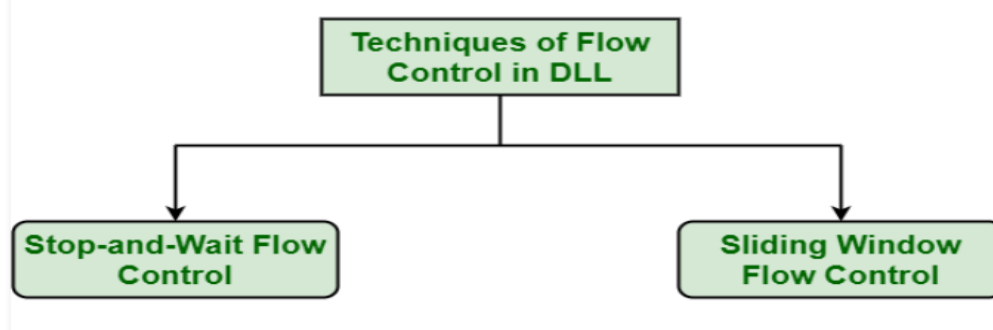 Techniques of Flow
Control in DLL
Stop-and-Wait Flow
Control
Sliding Window
Flow Control